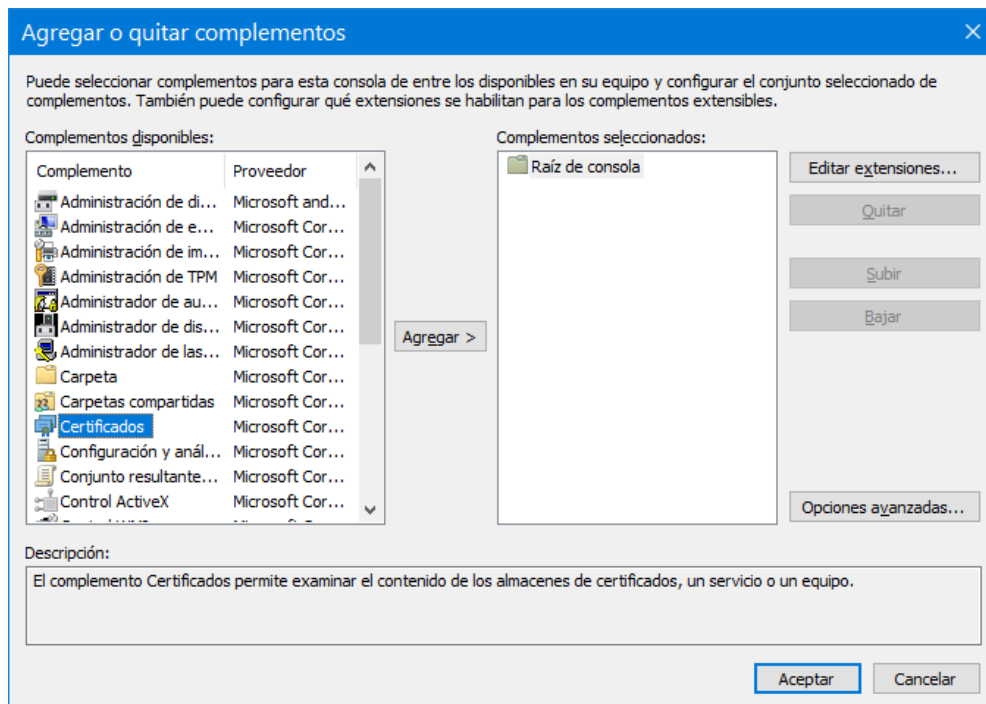 Agregar o quitar complementos
Puede seleccionar complementos para esta consola de entre los disponibles en su equipo y configurar el conjunto seleccionado de
complementos. También puede configurar qué extensiones se habilitan para los complementos extensibles.
Complementos disponibles:
Complemento Proveedor
Administración de di... Microsoft and...
Administración de e... Microsoft Cor...
Administración de im... Microsoft Cor...
Administración de TPM Microsoft Cor...
Administrador de au... Microsoft Cor...
Administrador de dis... Microsoft Cor...
Administrador de las... Microsoft Cor...
Carpeta Microsoft Cor...
Carpetas compartidas Microsoft Cor...
Certificados Microsoft Cor...
Configuración y anál... Microsoft Cor...
Conjunto resultante... Microsoft Cor...
Control ActiveX Microsoft Cor...
Agregar >
Complementos seleccionados:
Raíz de consola
Editar extensiones...
Quitar
Subir
Bajar
Opciones avanzadas...
Descripción:
El complemento Certificados permite examinar el contenido de los almacenes de certificados, un servicio o un equipo.
Aceptar
Cancelar